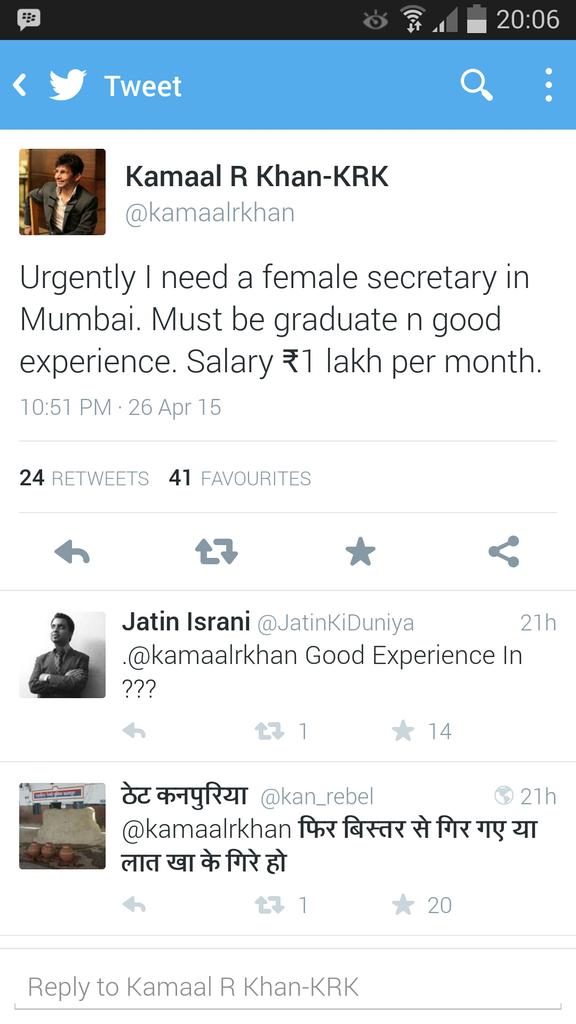 20:06
Tweet
Kamaal R Khan-KRK
@kamaalrkhan
Urgently I need a female secretary in
Mumbai. Must be graduate n good
experience. Salary ₹1 lakh per month.
10:51 PM · 26 Apr 15
24 RETWEETS 41 FAVOURITES
Jatin Israni @JatinKiDuniya 21h
.@kamaalrkhan Good Experience In
???
1 14
ठेट कनपुरिया @kan_rebel 21h
@kamaalrkhan फिर बिस्तर से गिर गए या
लात खा के गिरे हो
1 20
Reply to Kamaal R Khan-KRK